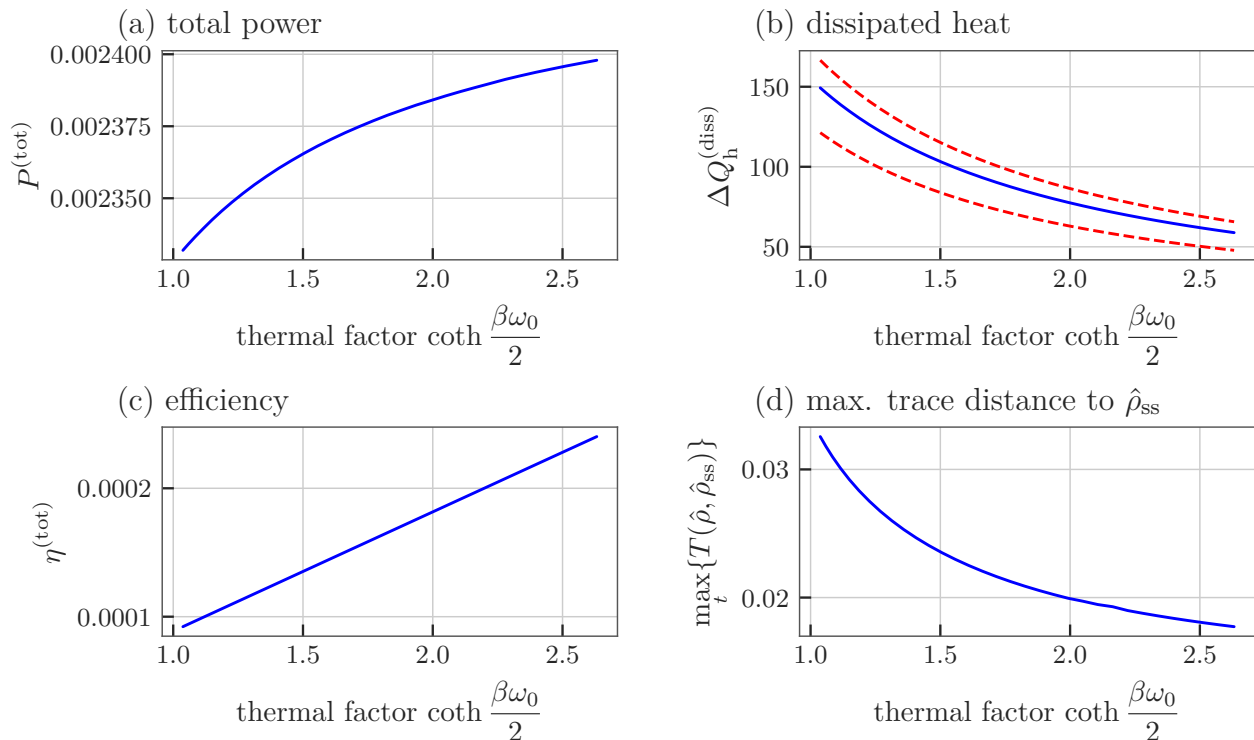 (a) total power
0.002400
0.002375
0.002350
P^(tot)
1.0 1.5 2.0 2.5
thermal factor coth βω₀/2
(b) dissipated heat
150
100
50
ΔQ_h^(diss)
1.0 1.5 2.0 2.5
thermal factor coth βω₀/2
(c) efficiency
0.0002
0.0001
η^(tot)
1.0 1.5 2.0 2.5
thermal factor coth βω₀/2
(d) max. trace distance to ρ̂_ss
0.03
0.02
max_t{T(ρ̂, ρ̂_ss)}
1.0 1.5 2.0 2.5
thermal factor coth βω₀/2